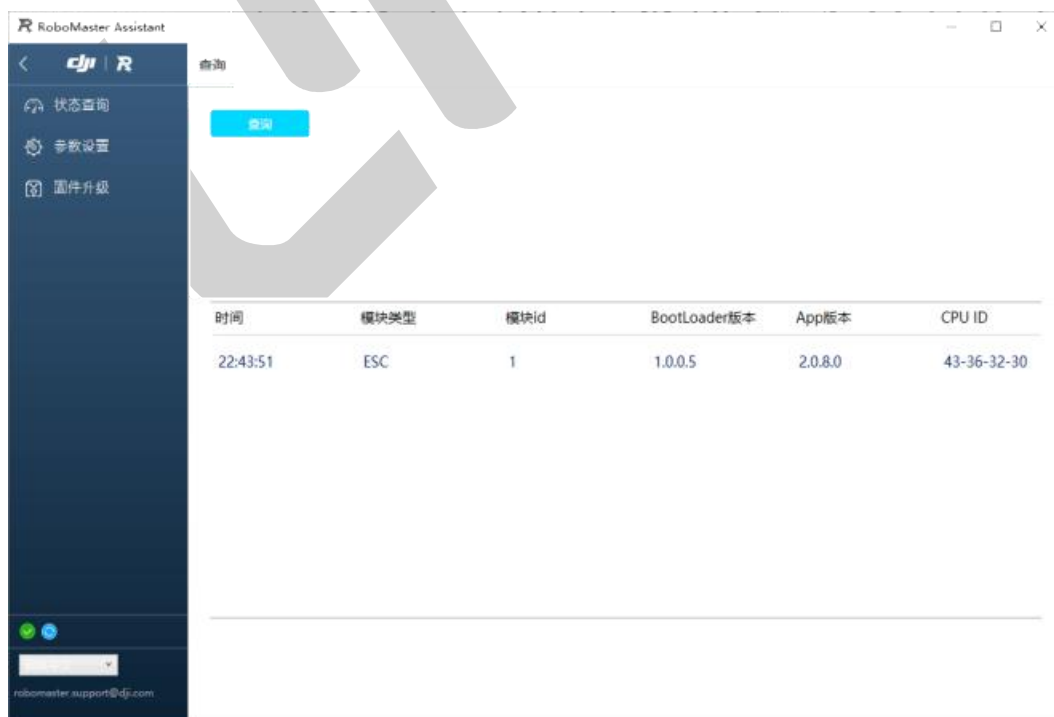 RoboMaster Assistant
dji R
查询
状态查询
参数设置
固件升级
查询
时间 模块类型 模块id BootLoader版本 App版本 CPU ID
22:43:51 ESC 1 1.0.0.5 2.0.8.0 43-36-32-30
robomaster.support@dji.com